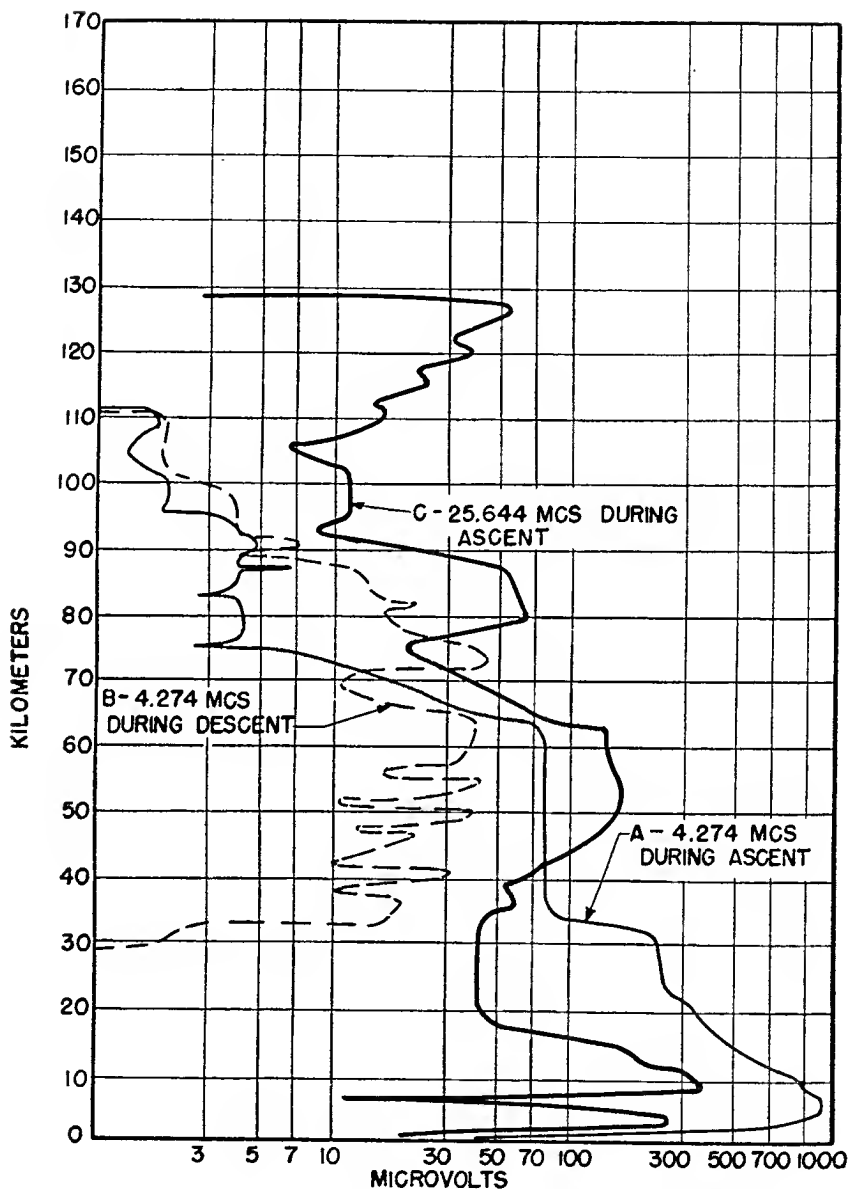 170
160
150
140
130
120
110
100
90
80
70
60
50
40
30
20
10
0
KILOMETERS
C-25.644 MCS DURING
ASCENT
B-4.274 MCS
DURING DESCENT
A-4.274 MCS
DURING ASCENT
3 5 7 10 30 50 70 100 300 500 700 1000
MICROVOLTS